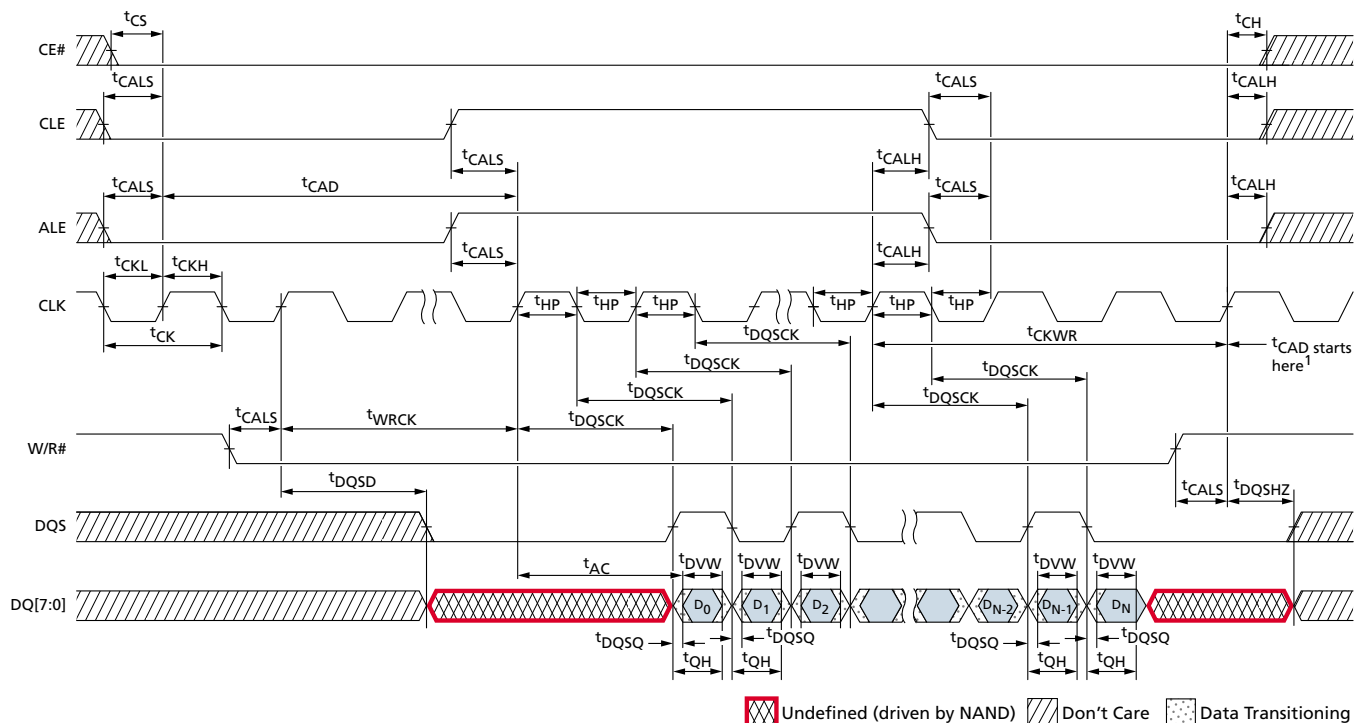 tCS
tCH
CE#
tCALS
tCALS
tCALH
CLE
tCALS
tCALH
tCALS
tCAD
tCALS
tCALH
ALE
tCALS
tCALH
tCKL
tCKH
CLK
tHP
tHP
tHP
tHP
tHP
tHP
tCK
tDQSCK
tCKWR
tCAD starts
here1
tDQSCK
tDQSCK
tDQSCK
tDQSCK
tCALS
tWRCK
tDQSCK
W/R#
tDQSD
tCALS
tDQSHZ
DQS
tAC
tDVW
tDVW
tDVW
tDVW
tDVW
DQ[7:0]
D0
D1
D2
DN-2
DN-1
DN
tDQSQ
tDQSQ
tDQSQ
tDQSQ
tQH
tQH
tQH
tQH
Undefined (driven by NAND)
Don't Care
Data Transitioning